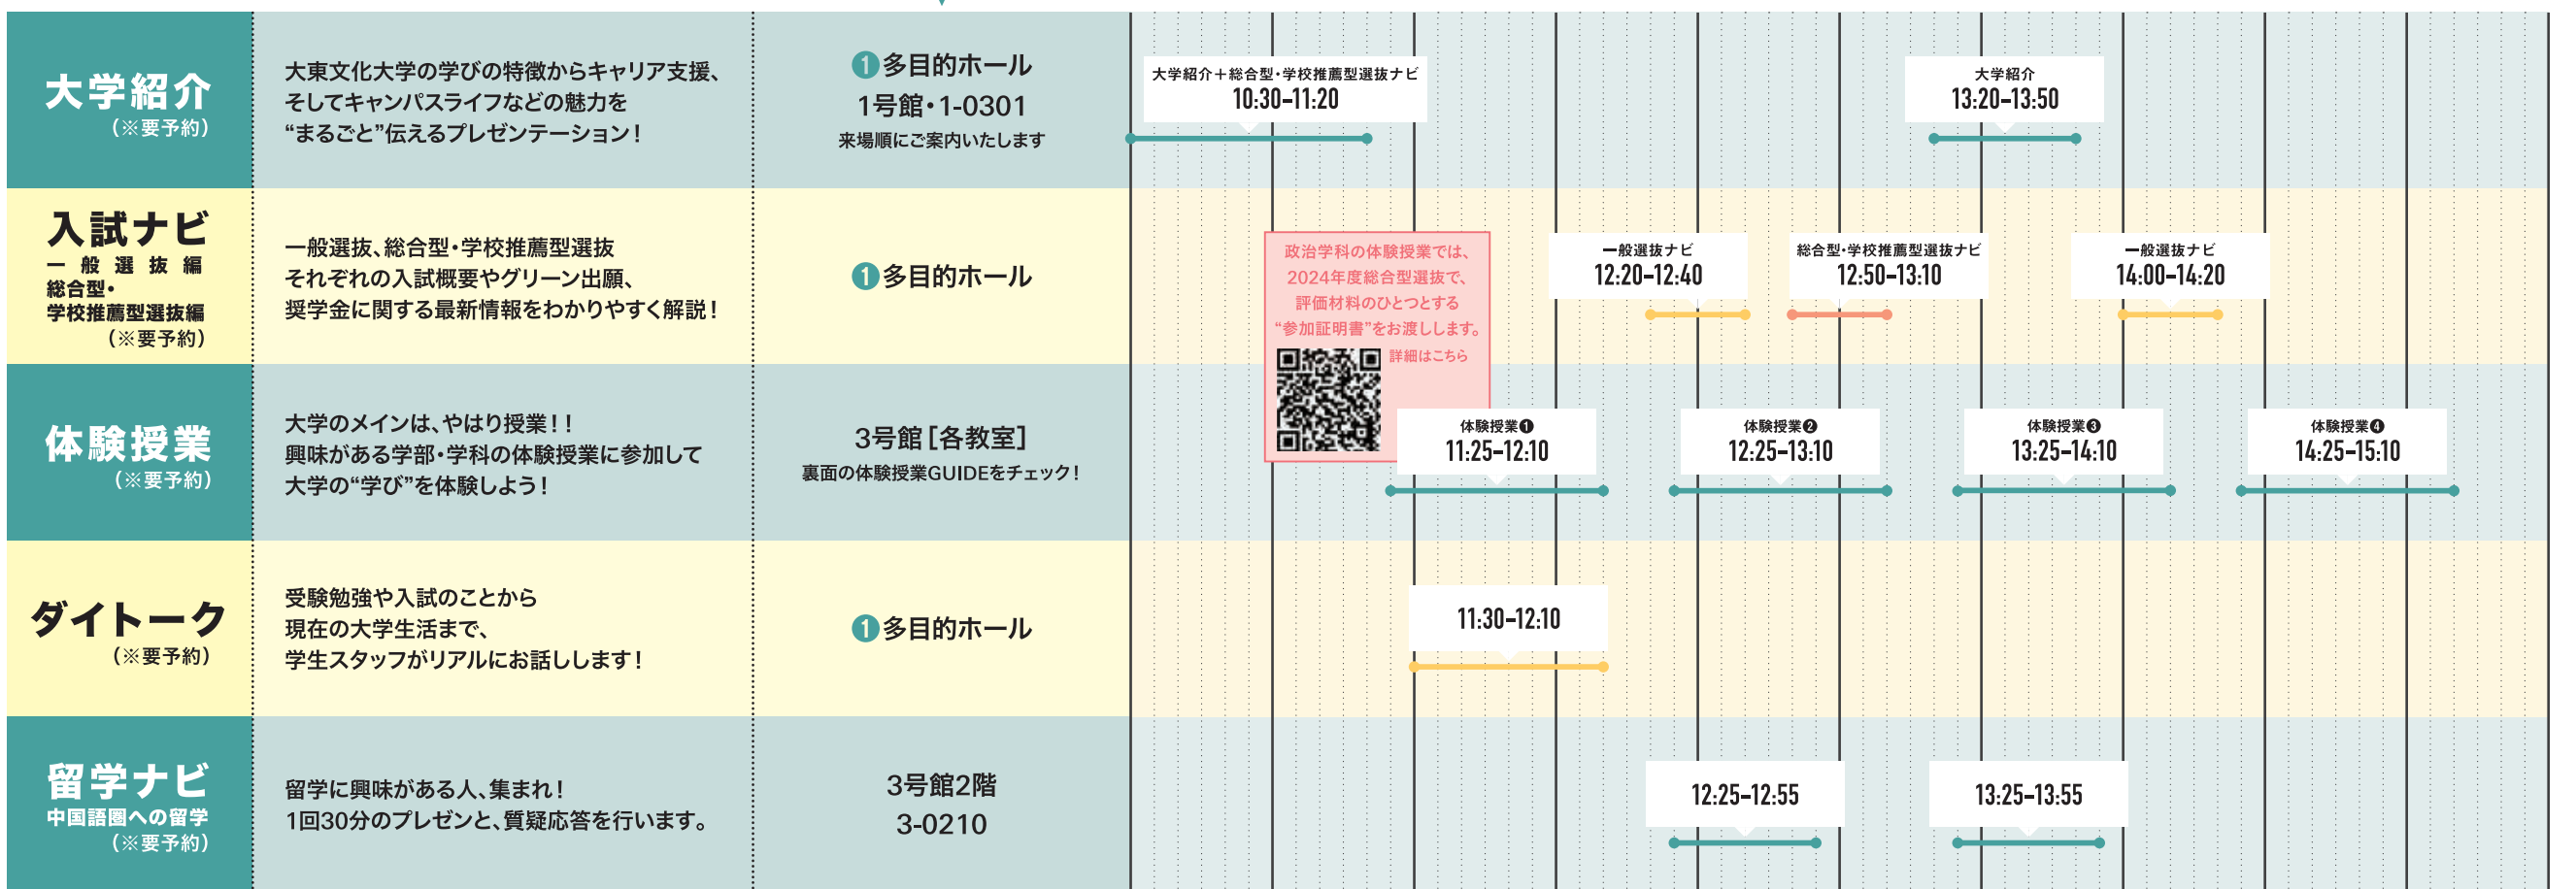 大学紹介
(※要予約)
大東文化大学の学びの特徴からキャリア支援、
そしてキャンパスライフなどの魅力を
“まるごと”伝えるプレゼンテーション！
1多目的ホール
1号館・1-0301
来場順にご案内いたします
大学紹介＋総合型・学校推薦型選抜ナビ
10:30–11:20
大学紹介
13:20–13:50
入試ナビ
一般選抜編
総合型・
学校推薦型選抜編
(※要予約)
一般選抜、総合型・学校推薦型選抜
それぞれの入試概要やグリーン出願、
奨学金に関する最新情報をわかりやすく解説！
1多目的ホール
政治学科の体験授業では、
2024年度総合型選抜で、
評価材料のひとつとする
“参加証明書”をお渡しします。
詳細はこちら
一般選抜ナビ
12:20–12:40
総合型・学校推薦型選抜ナビ
12:50–13:10
一般選抜ナビ
14:00–14:20
体験授業
(※要予約)
大学のメインは、やはり授業！！
興味がある学部・学科の体験授業に参加して
大学の“学び”を体験しよう！
3号館［各教室］
裏面の体験授業GUIDEをチェック！
体験授業❶
11:25–12:10
体験授業❷
12:25–13:10
体験授業❸
13:25–14:10
体験授業❹
14:25–15:10
ダイトーク
(※要予約)
受験勉強や入試のことから
現在の大学生活まで、
学生スタッフがリアルにお話しします！
1多目的ホール
11:30–12:10
留学ナビ
中国語圏への留学
(※要予約)
留学に興味がある人、集まれ！
1回30分のプレゼンと、質疑応答を行います。
3号館2階
3-0210
12:25–12:55
13:25–13:55